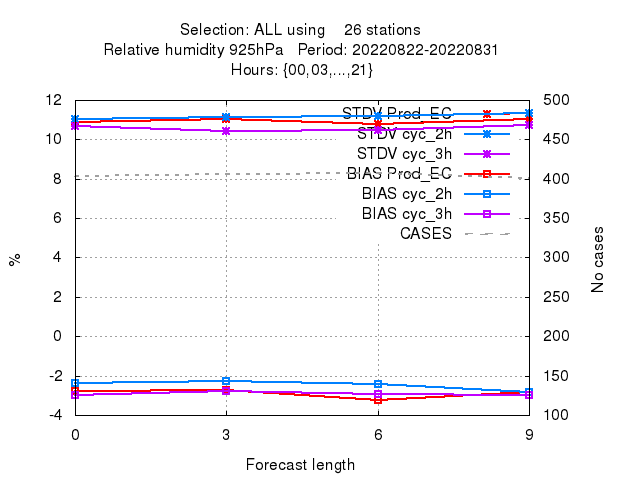 Selection: ALL using    26 stations
Relative humidity 925hPa   Period: 20220822-20220831
Hours: {00,03,...,21}
12
10
8
6
4
2
0
-2
-4
500
450
400
350
300
250
200
150
100
STDV Prod_EC
STDV cyc_2h
STDV cyc_3h
BIAS Prod_EC
BIAS cyc_2h
BIAS cyc_3h
CASES
%
No cases
0
3
6
9
Forecast length